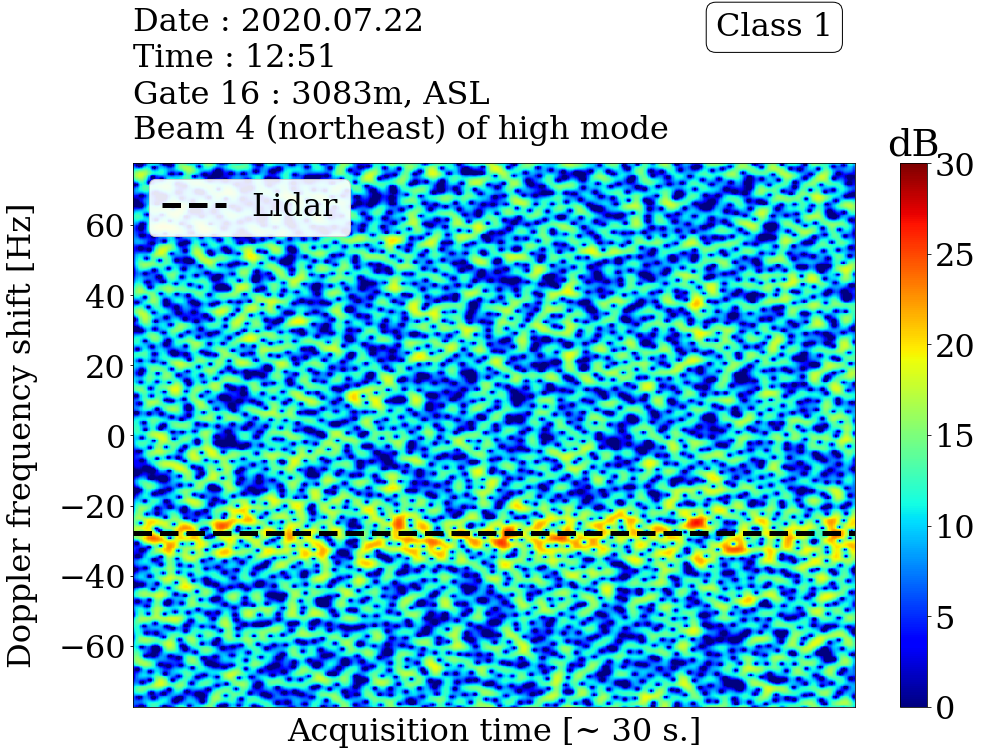 Date : 2020.07.22
Time : 12:51
Gate 16 : 3083m, ASL
Beam 4 (northeast) of high mode
Class 1
dB
Lidar
Doppler frequency shift [Hz]
60
40
20
0
−20
−40
−60
Acquisition time [~ 30 s.]
30
25
20
15
10
5
0